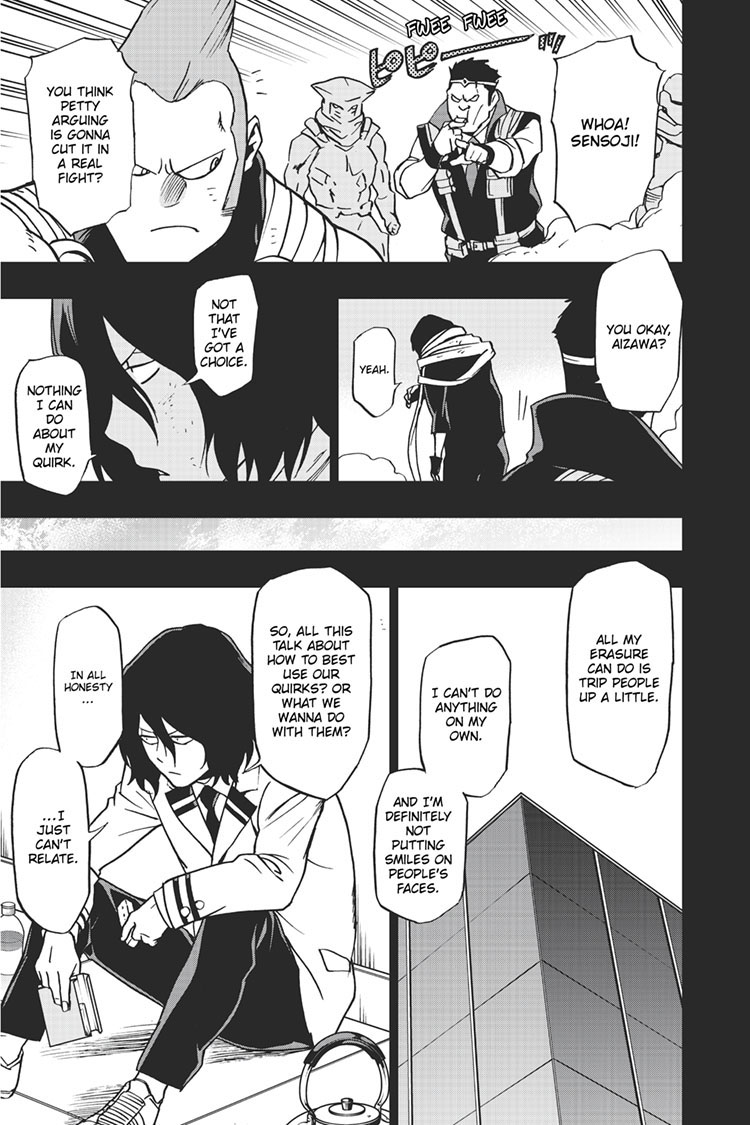 FWEE FWEE
ピピーッ
WHOA!
SENSOJI!
YOU THINK
PETTY
ARGUING
IS GONNA
CUT IT IN
A REAL
FIGHT?
YOU OKAY,
AIZAWA?
YEAH.
NOT
THAT
I'VE
GOT A
CHOICE.
NOTHING
I CAN
DO
ABOUT
MY
QUIRK.
ALL MY
ERASURE
CAN DO IS
TRIP PEOPLE
UP A LITTLE.
I CAN'T DO
ANYTHING
ON MY
OWN.
AND I'M
DEFINITELY
NOT
PUTTING
SMILES ON
PEOPLE'S
FACES.
SO, ALL THIS
TALK ABOUT
HOW TO BEST
USE OUR
QUIRKS? OR
WHAT WE
WANNA DO
WITH THEM?
IN ALL
HONESTY
...
...I
JUST
CAN'T
RELATE.